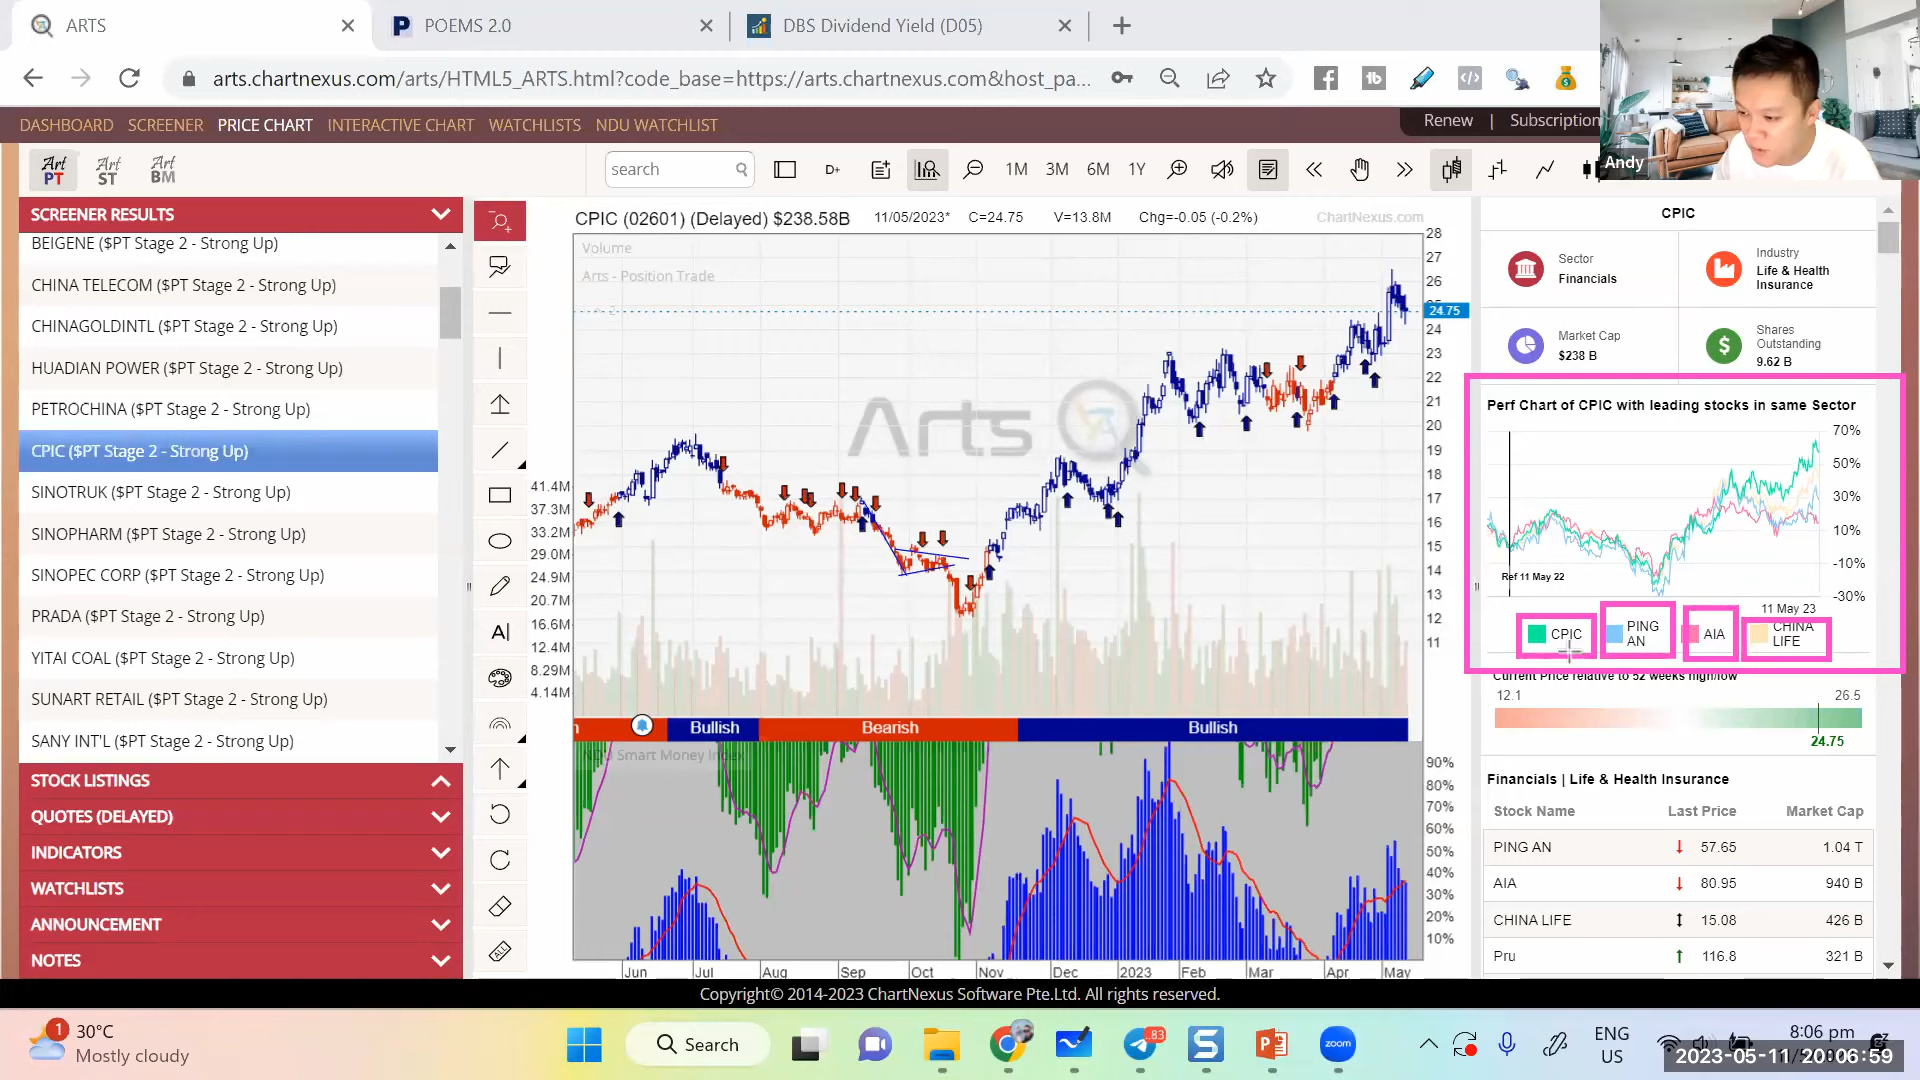 ARTS
POEMS 2.0
DBS Dividend Yield (D05)
arts.chartnexus.com/arts/HTML5_ARTS.html?code_base=https://arts.chartnexus.com&host_pa...
DASHBOARD SCREENER PRICE CHART INTERACTIVE CHART WATCHLISTS NDU WATCHLIST
Renew | Subscription
Andy
Art PT
Art ST
Art BM
search
D+
1M 3M 6M 1Y
SCREENER RESULTS
BEIGENE ($PT Stage 2 - Strong Up)
CHINA TELECOM ($PT Stage 2 - Strong Up)
CHINAGOLDINTL ($PT Stage 2 - Strong Up)
HUADIAN POWER ($PT Stage 2 - Strong Up)
PETROCHINA ($PT Stage 2 - Strong Up)
CPIC ($PT Stage 2 - Strong Up)
SINOTRUK ($PT Stage 2 - Strong Up)
SINOPHARM ($PT Stage 2 - Strong Up)
SINOPEC CORP ($PT Stage 2 - Strong Up)
PRADA ($PT Stage 2 - Strong Up)
YITAI COAL ($PT Stage 2 - Strong Up)
SUNART RETAIL ($PT Stage 2 - Strong Up)
SANY INT'L ($PT Stage 2 - Strong Up)
STOCK LISTINGS
QUOTES (DELAYED)
INDICATORS
WATCHLISTS
ANNOUNCEMENT
NOTES
A|
CPIC (02601) (Delayed) $238.58B 11/05/2023* C=24.75 V=13.8M Chg=-0.05 (-0.2%)
ChartNexus.com
Volume
Arts - Position Trade
Arts
28
27
26
24.75
24
23
22
21
20
19
18
17
16
15
14
13
12
11
41.4M
37.3M
33.2M
29.0M
24.9M
20.7M
16.6M
12.4M
8.29M
4.14M
Bullish
Bearish
Bullish
NDU Smart Money Index
90%
80%
70%
60%
50%
40%
30%
20%
10%
Jun Jul Aug Sep Oct Nov Dec 2023 Feb Mar Apr May
CPIC
Sector
Financials
Industry
Life & Health
Insurance
Market Cap
$238 B
Shares
Outstanding
9.62 B
Perf Chart of CPIC with leading stocks in same Sector
70%
50%
30%
10%
-10%
-30%
Ref 11 May 22
11 May 23
CPIC
PING
AN
AIA
CHINA
LIFE
Current Price relative to 52 weeks high/low
12.1
26.5
24.75
Financials | Life & Health Insurance
Stock Name Last Price Market Cap
PING AN 57.65 1.04 T
AIA 80.95 940 B
CHINA LIFE 15.08 426 B
Pru 116.8 321 B
Copyright© 2014-2023 ChartNexus Software Pte.Ltd. All rights reserved.
1
30°C
Mostly cloudy
Search
83
zoom
ENG
US
8:06 pm
2023-05-11 20:06:59